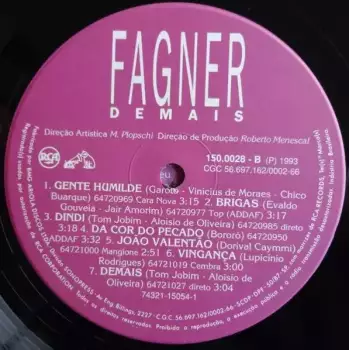 FAGNER
DEMAIS
Direção Artística M. Plopschi Direção de Produção Roberto Menescal
RCA
150.0028 - B (P) 1993
CGC 56.697.162/0002-66
1. GENTE HUMILDE (Garoto - Vinicius de Moraes - Chico
Buarque) 64720969 Cara Nova 3:15 2. BRIGAS (Evaldo
Gouveia - Jair Amorim) 64720977 Top (ADDAF) 3:17
3. DINDI (Tom Jobim - Aloisio de Oliveira) 64720985 direto
3:18 4. DA COR DO PECADO (Bororó) 64720950
ADDAF 3:32 5. JOÃO VALENTÃO (Dorival Caymmi)
64721000 Mangione 2:51 6. VINGANÇA (Lupicínio
Rodrigues) 64721019 Cembra 3:00
7. DEMAIS (Tom Jobim - Aloisio de
Oliveira) 64721027 direto 3:04
74321-15054-1